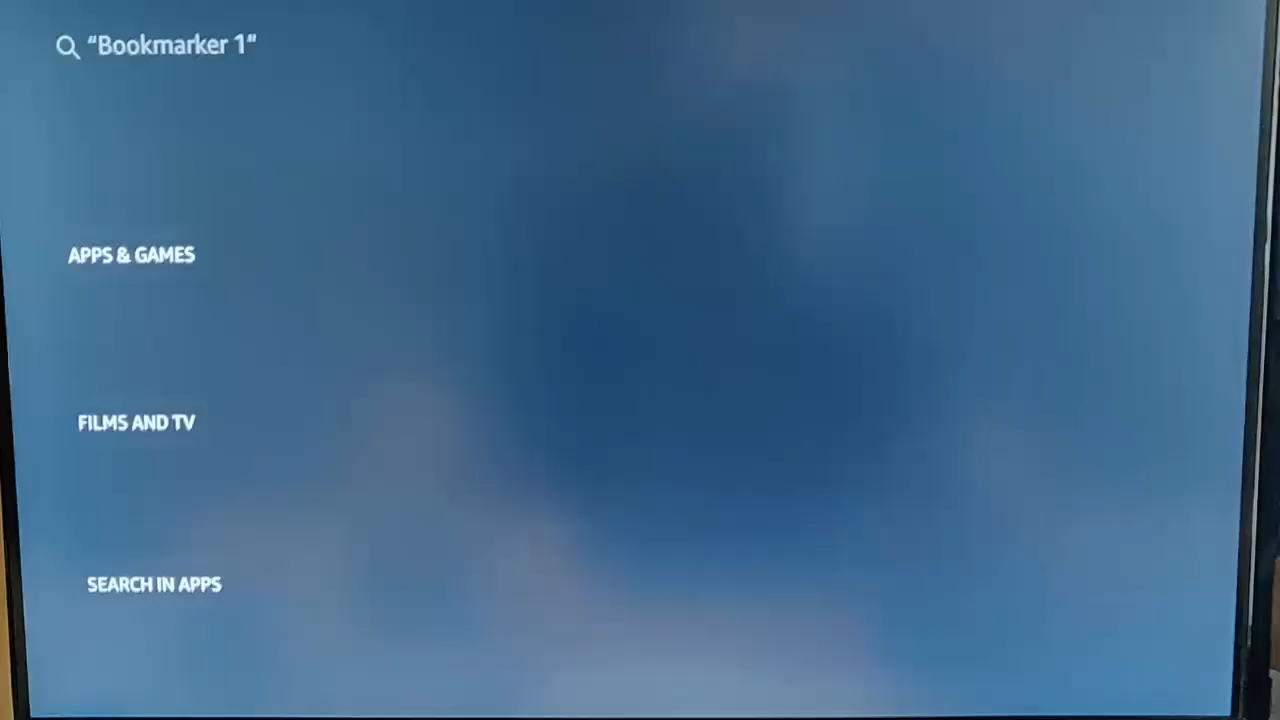 "Bookmarker 1"
APPS & GAMES
FILMS AND TV
SEARCH IN APPS